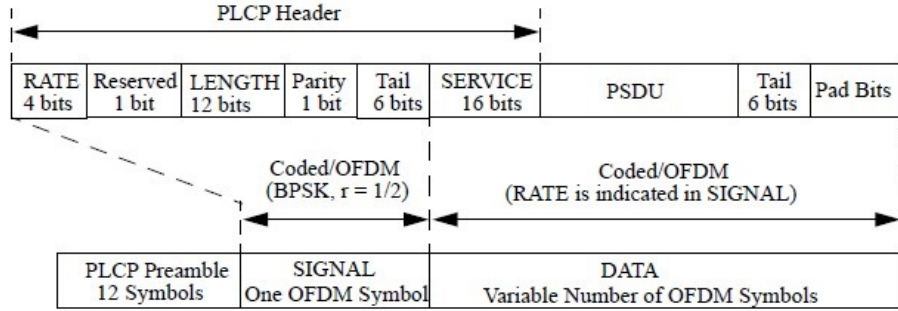 PLCP Header
RATE
4 bits
Reserved
1 bit
LENGTH
12 bits
Parity
1 bit
Tail
6 bits
SERVICE
16 bits
PSDU
Tail
6 bits
Pad Bits
Coded/OFDM
(BPSK, r = 1/2)
Coded/OFDM
(RATE is indicated in SIGNAL)
PLCP Preamble
12 Symbols
SIGNAL
One OFDM Symbol
DATA
Variable Number of OFDM Symbols